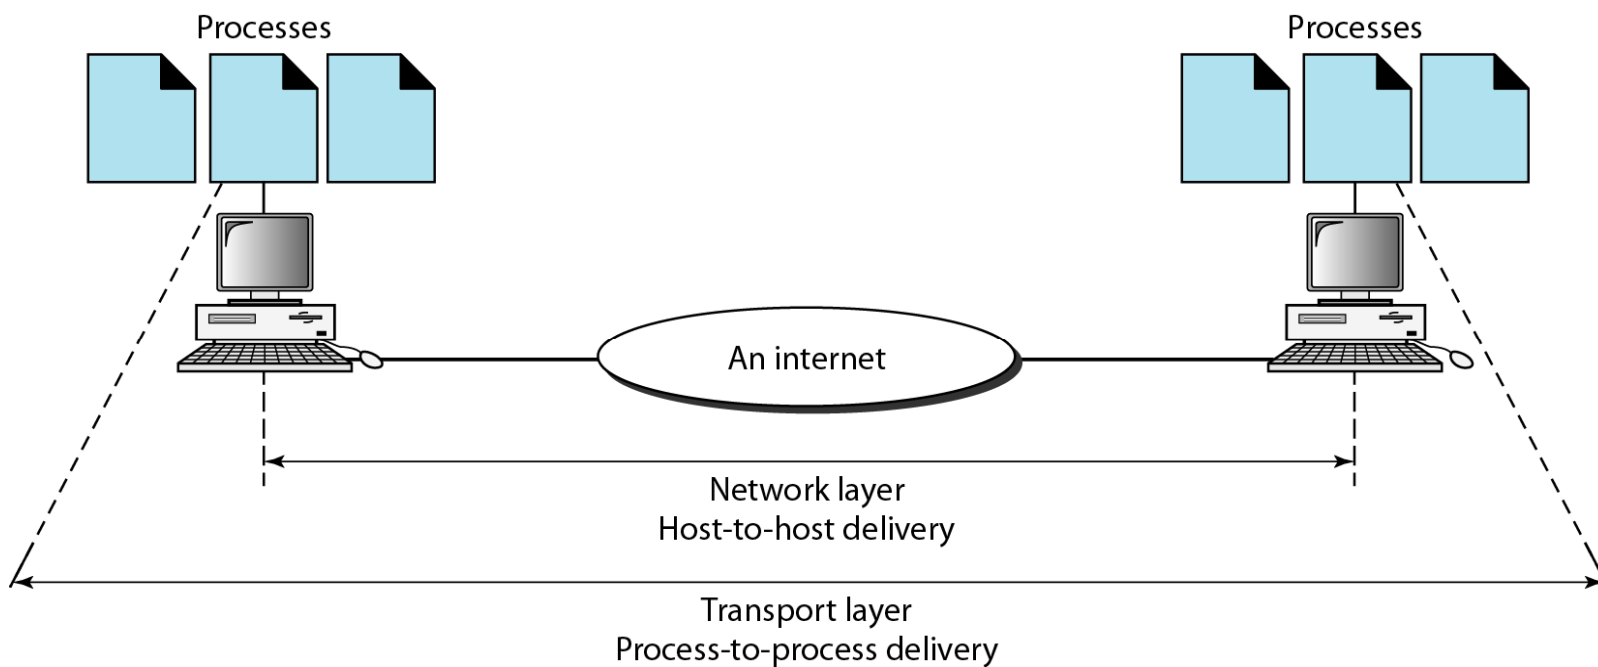 Processes
Processes
An internet
Network layer
Host-to-host delivery
Transport layer
Process-to-process delivery